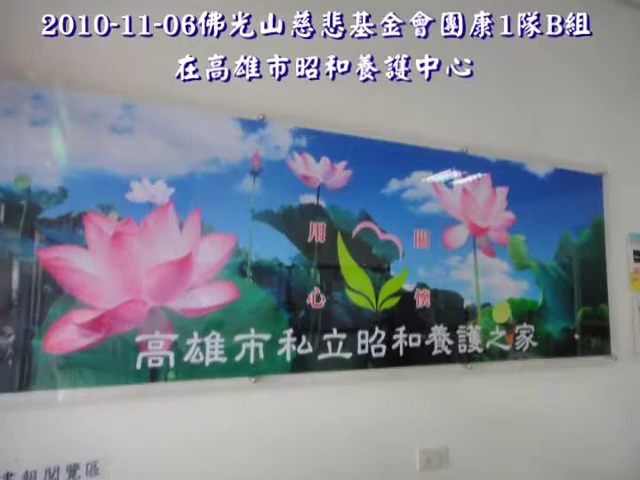 2010-11-06佛光山慈悲基金會團康1隊B組
在高雄市昭和養護中心
用心
關懷
高雄市私立昭和養護之家
書報閱覽區